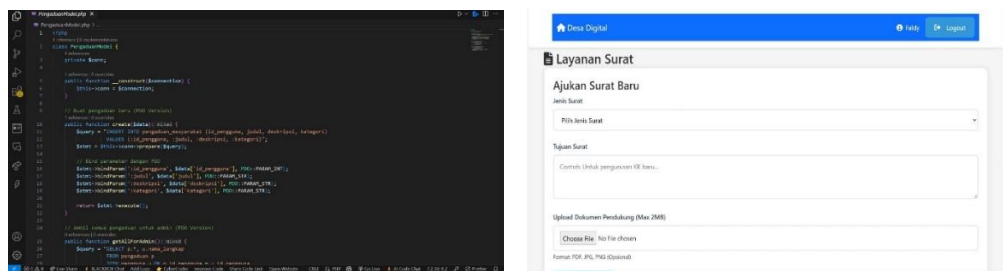 PengaduanModel.php
PengaduanModel.php
<?php
class PengaduanModel {
private $conn;
public function __construct($connection) {
$this->conn = $connection;
}
// Buat pengaduan baru (PDO Version)
public function create($data): mixed {
$query = "INSERT INTO pengaduan_masyarakat (id_pengguna, judul, deskripsi, kategori)
VALUES (:id_pengguna, :judul, :deskripsi, :kategori)";
$stmt = $this->conn->prepare($query);
// Bind parameter dengan PDO
$stmt->bindParam(':id_pengguna', $data['id_pengguna'], PDO::PARAM_INT);
$stmt->bindParam(':judul', $data['judul'], PDO::PARAM_STR);
$stmt->bindParam(':deskripsi', $data['deskripsi'], PDO::PARAM_STR);
$stmt->bindParam(':kategori', $data['kategori'], PDO::PARAM_STR);
return $stmt->execute();
}
// Ambil semua pengaduan untuk admin (PDO Version)
public function getAllForAdmin(): mixed {
$query = "SELECT p.*, u.nama_lengkap
FROM pengaduan p
Desa Digital
Faldy
Logout
Layanan Surat
Ajukan Surat Baru
Jenis Surat
Pilih Jenis Surat
Tujuan Surat
Contoh: Untuk pengurusan KK baru...
Upload Dokumen Pendukung (Max 2MB)
Choose File No file chosen
Format: PDF, JPG, PNG (Opsional)